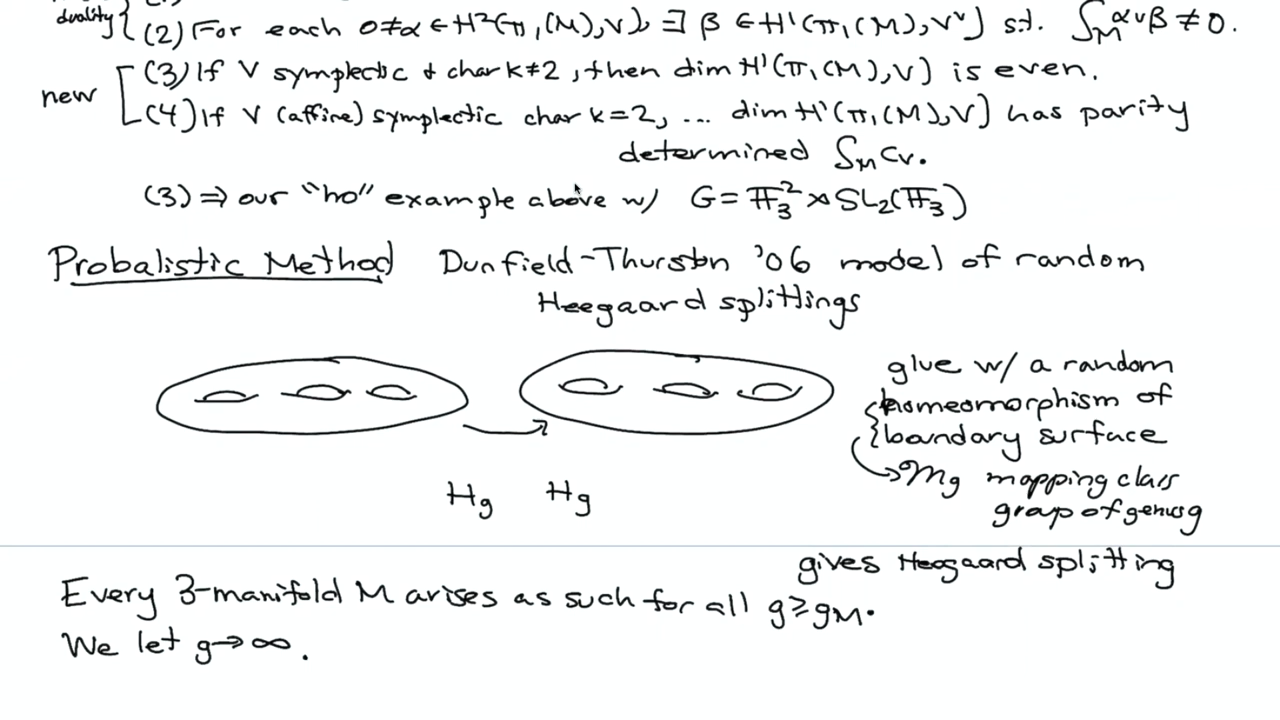 duality { (2) For each 0≠α∈H²(π₁(M),V), ∃ β∈H¹(π₁(M),V^∨) s.t. ∫_M α∪β ≠ 0.
new [ (3) If V symplectic & char k≠2, then dim H¹(π₁(M),V) is even.
(4) If V (affine) symplectic char k=2, ... dim H¹(π₁(M),V) has parity
determined ∫_M c_V.
(3) ⇒ our "no" example above w/ G = 𝔽₃² ⋊ SL₂(𝔽₃)
Probalistic Method Dunfield-Thurston '06 model of random
Heegaard splittings
glue w/ a random
homeomorphism of
boundary surface
→ M_g mapping class
group of genus g
H_g H_g
gives Heegaard splitting
Every 3-manifold M arises as such for all g ≥ g_M.
We let g→∞.